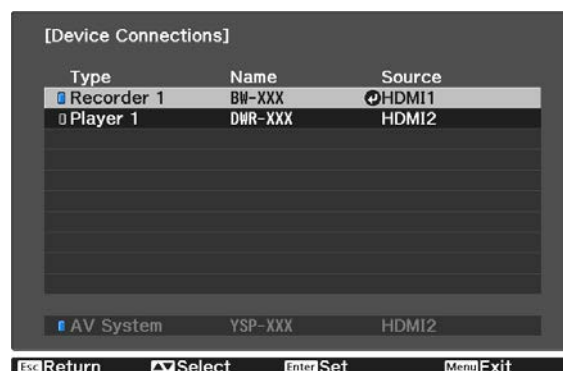 [Device Connections]
Type Name Source
Recorder 1 BW-XXX HDMI1
Player 1 DWR-XXX HDMI2
AV System YSP-XXX HDMI2
Esc Return Select Enter Set Menu Exit